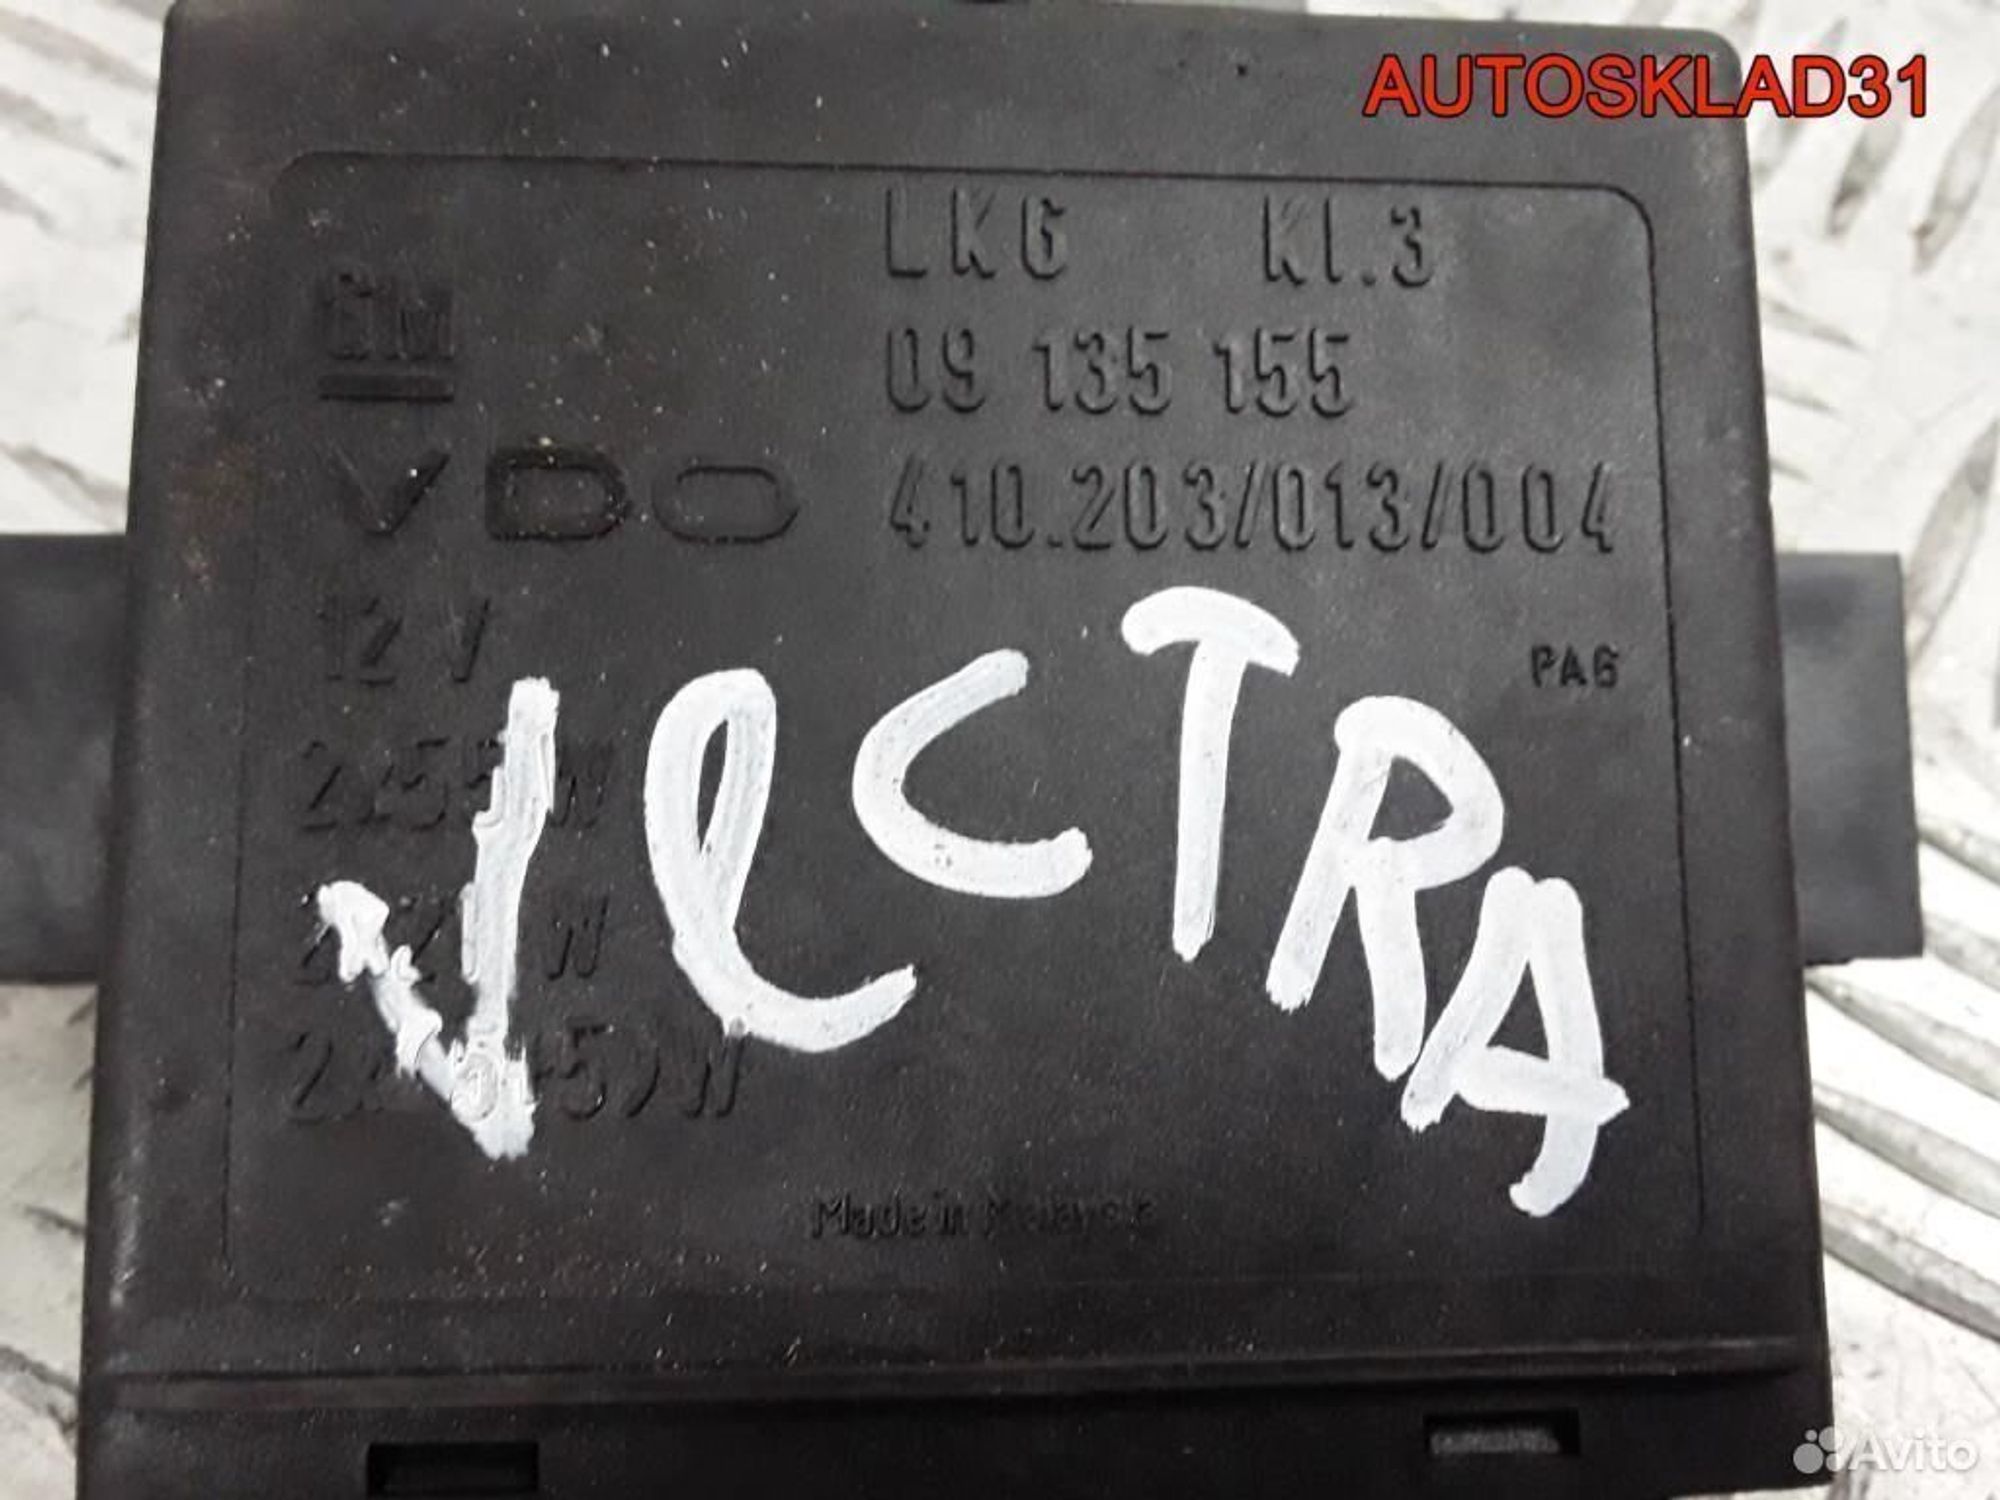 AUTOSKLAD31
LKG Kl.3
GM
09 135 155
VDO 410.203/013/004
12 V
PA6
VeCTRA
Made in Malaysia
Avito